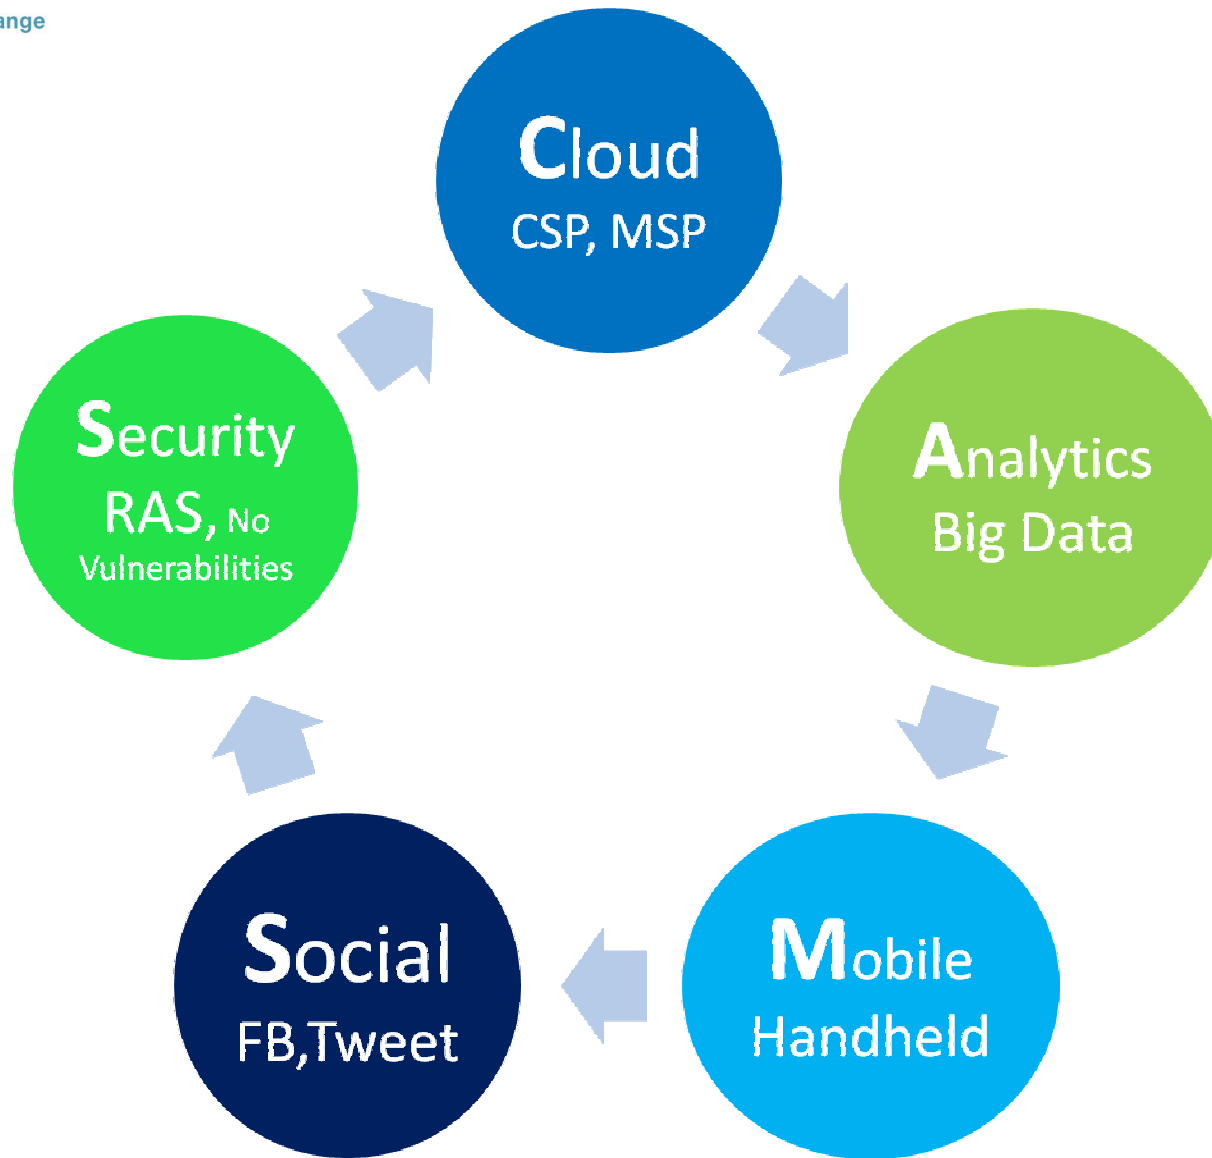 ange
Cloud
CSP, MSP
Analytics
Big Data
Mobile
Handheld
Social
FB,Tweet
Security
RAS, No
Vulnerabilities